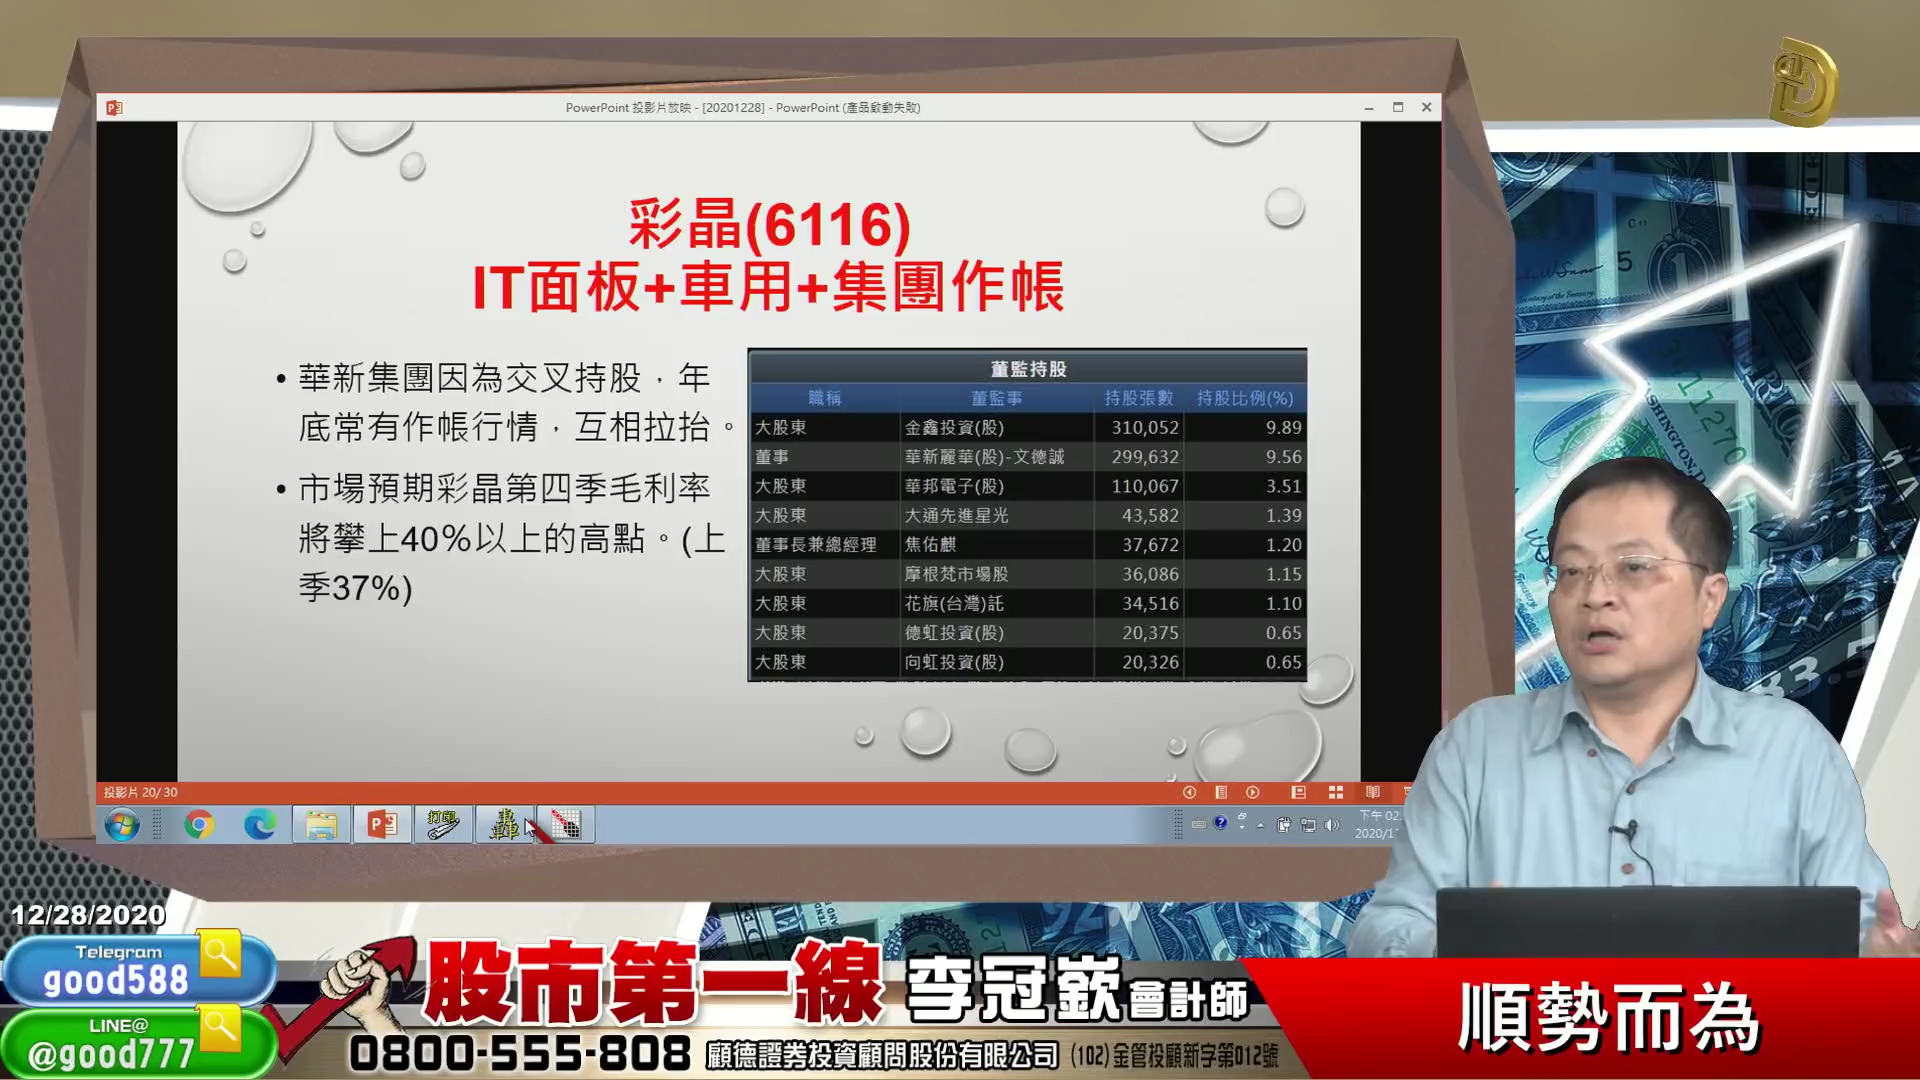 PowerPoint 投影片放映 - [20201228] - PowerPoint (產品啟動失敗)
彩晶(6116)
IT面板+車用+集團作帳
• 華新集團因為交叉持股，年
底常有作帳行情，互相拉抬。
• 市場預期彩晶第四季毛利率
將攀上40%以上的高點。(上
季37%)
董監持股
職稱 董監事 持股張數 持股比例(%)
大股東 金鑫投資(股) 310,052 9.89
董事 華新麗華(股)-文德誠 299,632 9.56
大股東 華邦電子(股) 110,067 3.51
大股東 大通先進星光 43,582 1.39
董事長兼總經理 焦佑麒 37,672 1.20
大股東 摩根梵市場股 36,086 1.15
大股東 花旗(台灣)託 34,516 1.10
大股東 德虹投資(股) 20,375 0.65
大股東 向虹投資(股) 20,326 0.65
投影片 20/30
打單
下午 02
2020/1
12/28/2020
Telegram
good588
LINE@
@good777
股市第一線 李冠嶔會計師
0800-555-808 顧德證券投資顧問股份有限公司 (102)金管投顧新字第012號
順勢而為